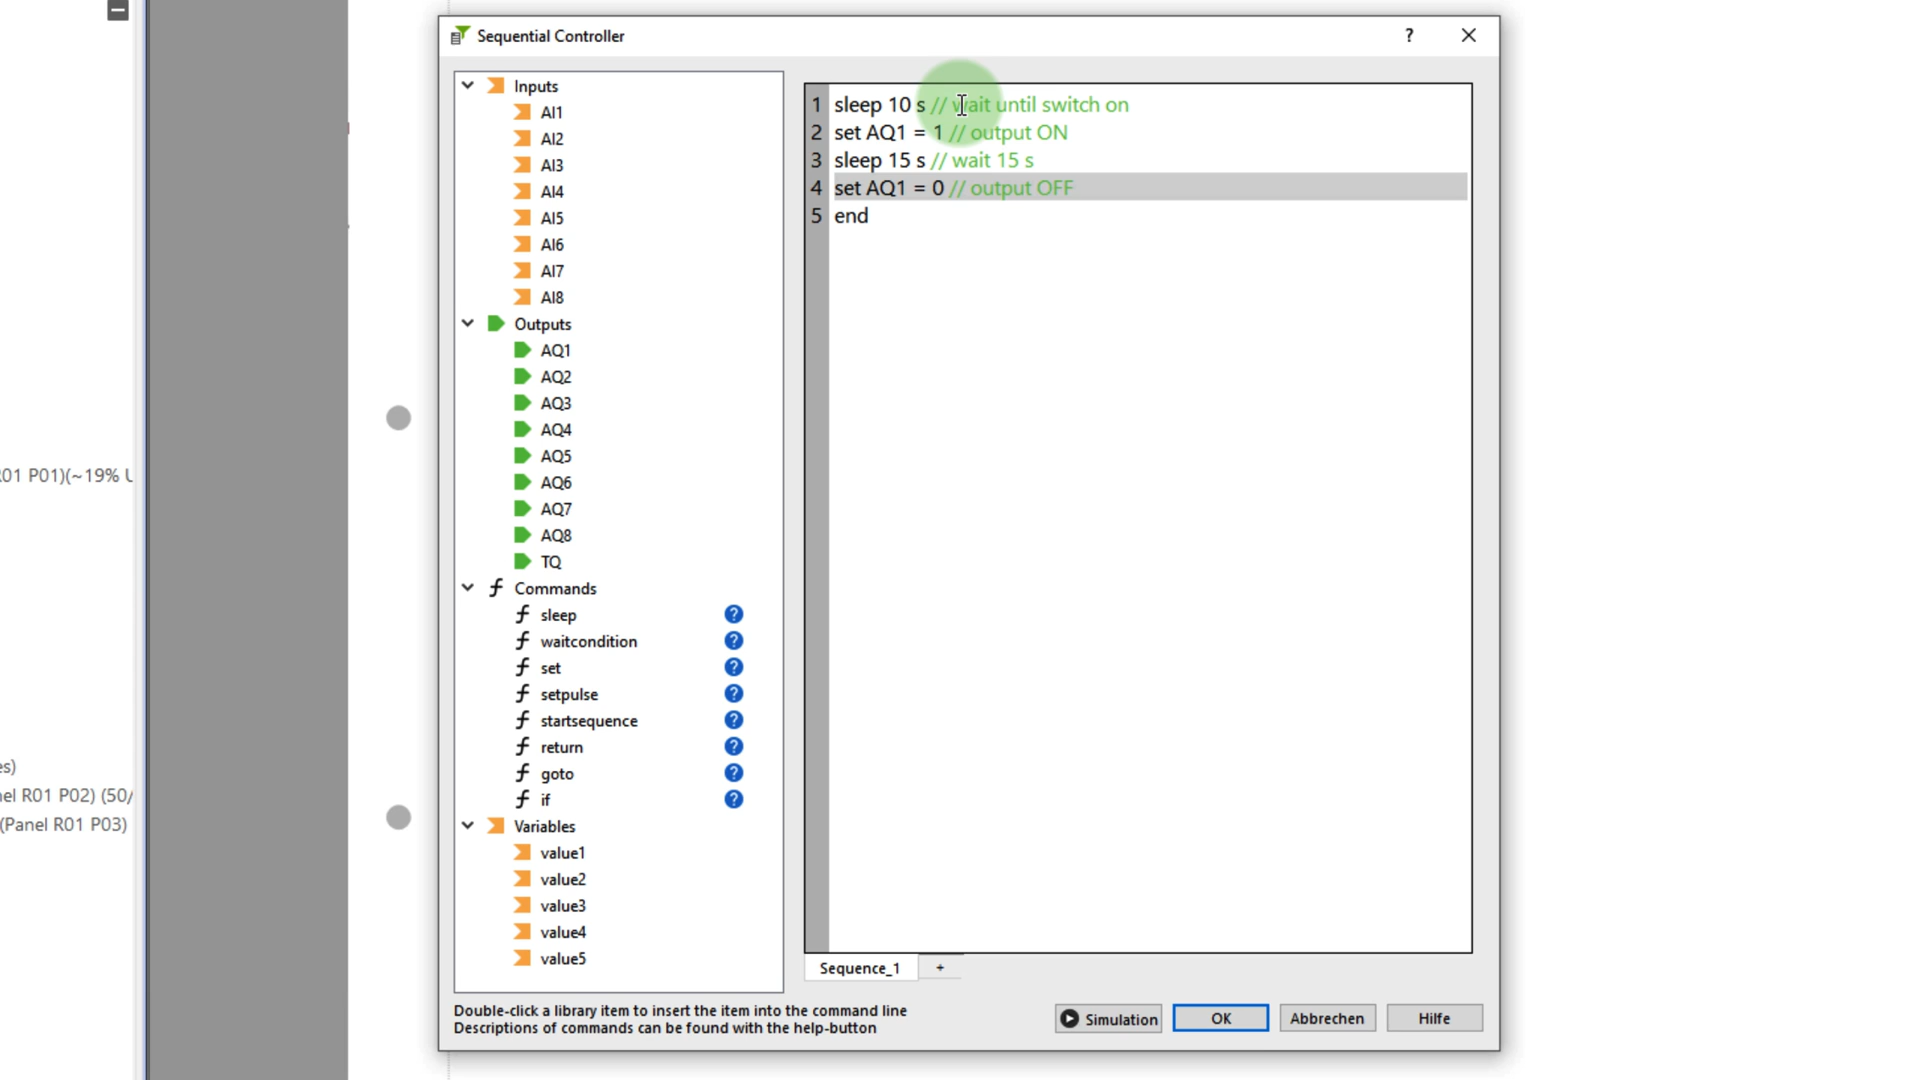 Sequential Controller
?
Inputs
AI1
AI2
AI3
AI4
AI5
AI6
AI7
AI8
Outputs
AQ1
AQ2
AQ3
AQ4
AQ5
AQ6
AQ7
AQ8
TQ
Commands
sleep
waitcondition
set
setpulse
startsequence
return
goto
if
Variables
value1
value2
value3
value4
value5
1 sleep 10 s // wait until switch on
2 set AQ1 = 1 // output ON
3 sleep 15 s // wait 15 s
4 set AQ1 = 0 // output OFF
5 end
Sequence_1 +
Double-click a library item to insert the item into the command line
Descriptions of commands can be found with the help-button
Simulation
OK
Abbrechen
Hilfe
01 P01)(~19%
es)
el R01 P02) (50/
(Panel R01 P03)